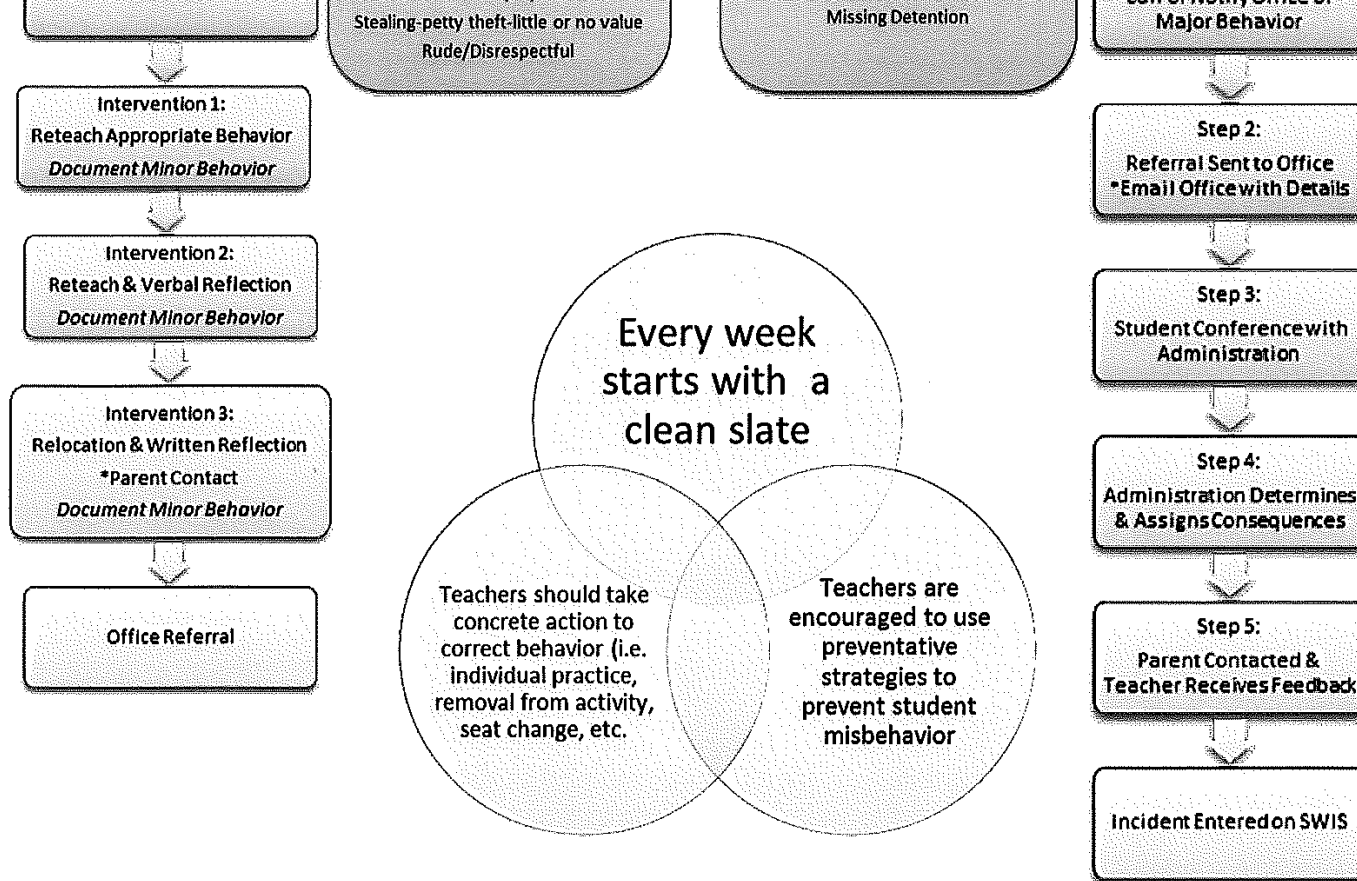 Stealing-petty theft-little or no value
Rude/Disrespectful
Missing Detention
Major Behavior
Intervention 1:
Reteach Appropriate Behavior
Document Minor Behavior
Intervention 2:
Reteach & Verbal Reflection
Document Minor Behavior
Intervention 3:
Relocation & Written Reflection
*Parent Contact
Document Minor Behavior
Office Referral
Every week
starts with a
clean slate
Teachers should take
concrete action to
correct behavior (i.e.
individual practice,
removal from activity,
seat change, etc.
Teachers are
encouraged to use
preventative
strategies to
prevent student
misbehavior
Step 2:
Referral Sent to Office
*Email Office with Details
Step 3:
Student Conference with
Administration
Step 4:
Administration Determines
& Assigns Consequences
Step 5:
Parent Contacted &
Teacher Receives Feedback
Incident Entered on SWIS